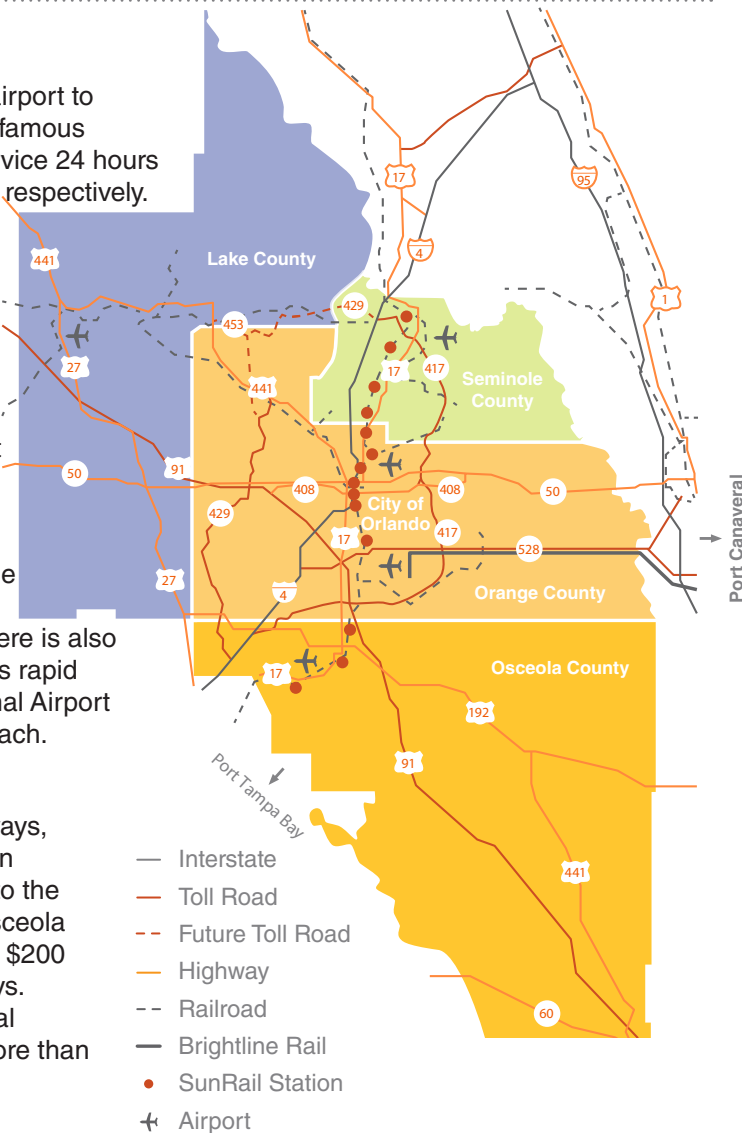 airport to
famous
vice 24 hours
respectively.
e
ere is also
s rapid
nal Airport
each.
ays,
n
o the
sceola
$200
ys.
al
ore than
17
95
4
441
Lake County
1
429
453
27
17
417
Seminole
County
441
91
50
408
408
50
City of
Orlando
429
417
17
528
27
4
Orange County
Port Canaveral
Osceola County
17
192
91
Port Tampa Bay
441
60
Interstate
Toll Road
Future Toll Road
Highway
Railroad
Brightline Rail
SunRail Station
Airport